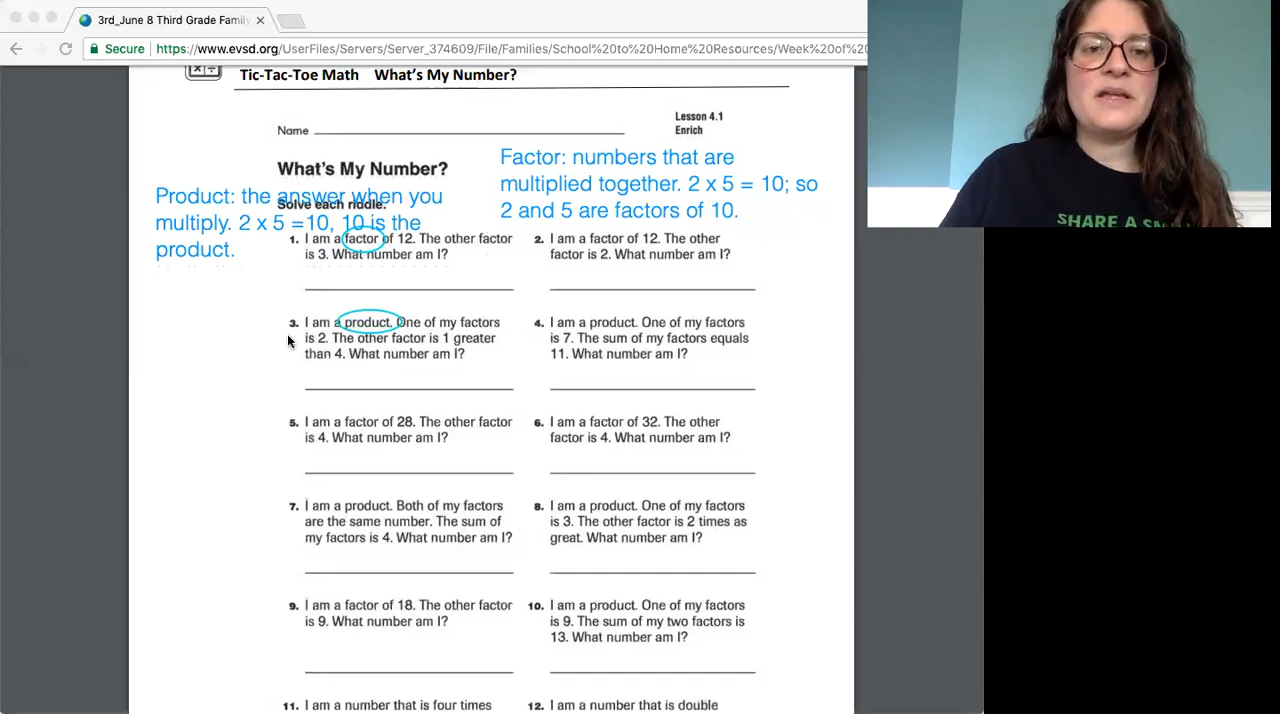 3rd_June 8 Third Grade Family
Secure | https://www.evsd.org/UserFiles/Servers/Server_374609/File/Families/School%20to%20Home%20Resources/Week%20of%
Tic-Tac-Toe Math What's My Number?
Lesson 4.1
Enrich
Name
What's My Number?
Solve each riddle.
Factor: numbers that are
multiplied together. 2 x 5 = 10; so
2 and 5 are factors of 10.
Product: the answer when you
multiply. 2 x 5 =10, 10 is the
product.
1. I am a factor of 12. The other factor
is 3. What number am I?
2. I am a factor of 12. The other
factor is 2. What number am I?
3. I am a product. One of my factors
is 2. The other factor is 1 greater
than 4. What number am I?
4. I am a product. One of my factors
is 7. The sum of my factors equals
11. What number am I?
5. I am a factor of 28. The other factor
is 4. What number am I?
6. I am a factor of 32. The other
factor is 4. What number am I?
7. I am a product. Both of my factors
are the same number. The sum of
my factors is 4. What number am I?
8. I am a product. One of my factors
is 3. The other factor is 2 times as
great. What number am I?
9. I am a factor of 18. The other factor
is 9. What number am I?
10. I am a product. One of my factors
is 9. The sum of my two factors is
13. What number am I?
11. I am a number that is four times
12. I am a number that is double
SHARE A